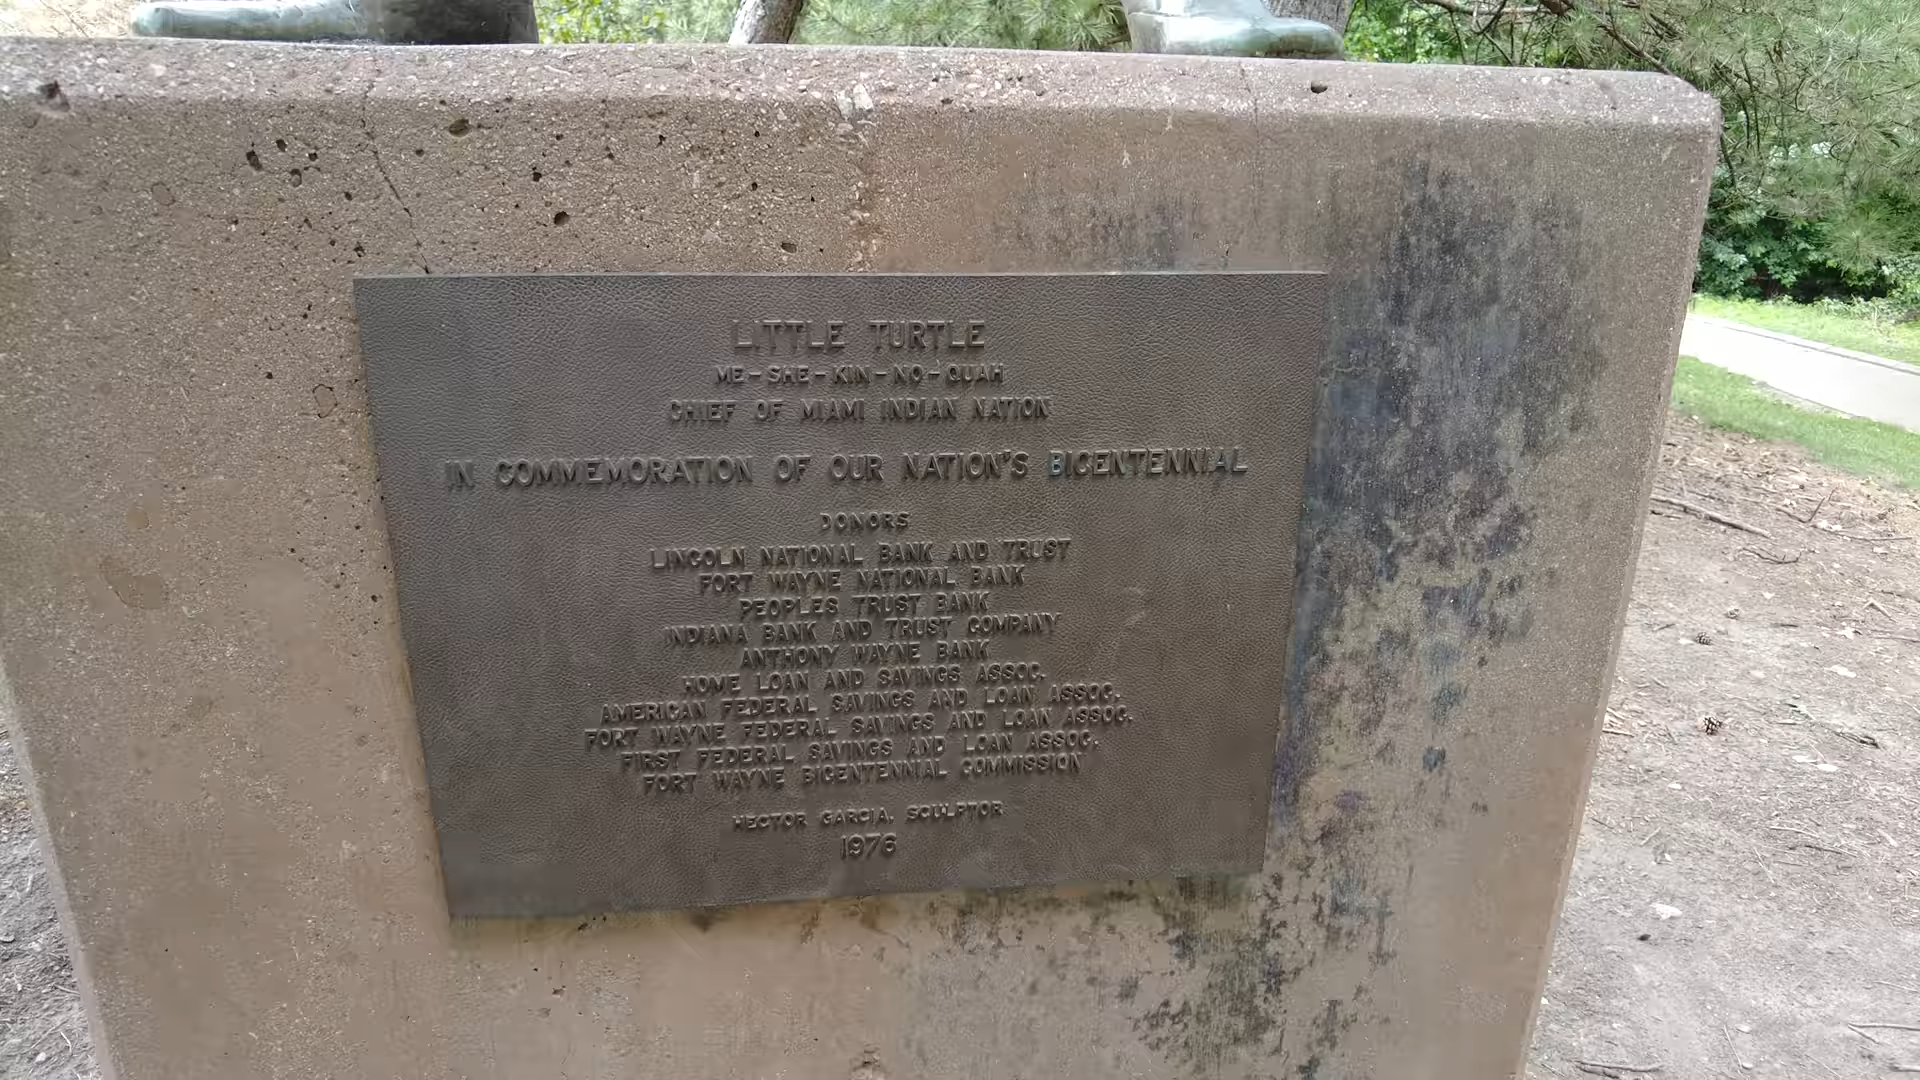 LITTLE TURTLE
ME-SHE-KIN-NO-QUAH
CHIEF OF MIAMI INDIAN NATION
IN COMMEMORATION OF OUR NATION'S BICENTENNIAL
DONORS
LINCOLN NATIONAL BANK AND TRUST
FORT WAYNE NATIONAL BANK
PEOPLES TRUST BANK
INDIANA BANK AND TRUST COMPANY
ANTHONY WAYNE BANK
HOME LOAN AND SAVINGS ASSOC.
AMERICAN FEDERAL SAVINGS AND LOAN ASSOC.
FORT WAYNE FEDERAL SAVINGS AND LOAN ASSOC.
FIRST FEDERAL SAVINGS AND LOAN ASSOC.
FORT WAYNE BICENTENNIAL COMMISSION
HECTOR GARCIA, SCULPTOR
1976